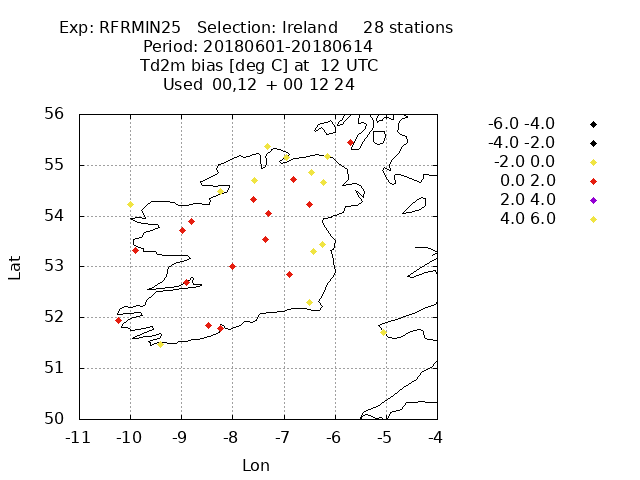 Exp: RFRMIN25 Selection: Ireland 28 stations
Period: 20180601-20180614
Td2m bias [deg C] at 12 UTC
Used 00,12 + 00 12 24
56
55
54
53
52
51
50
-11 -10 -9 -8 -7 -6 -5 -4
Lat
Lon
-6.0 -4.0
-4.0 -2.0
-2.0 0.0
0.0 2.0
2.0 4.0
4.0 6.0